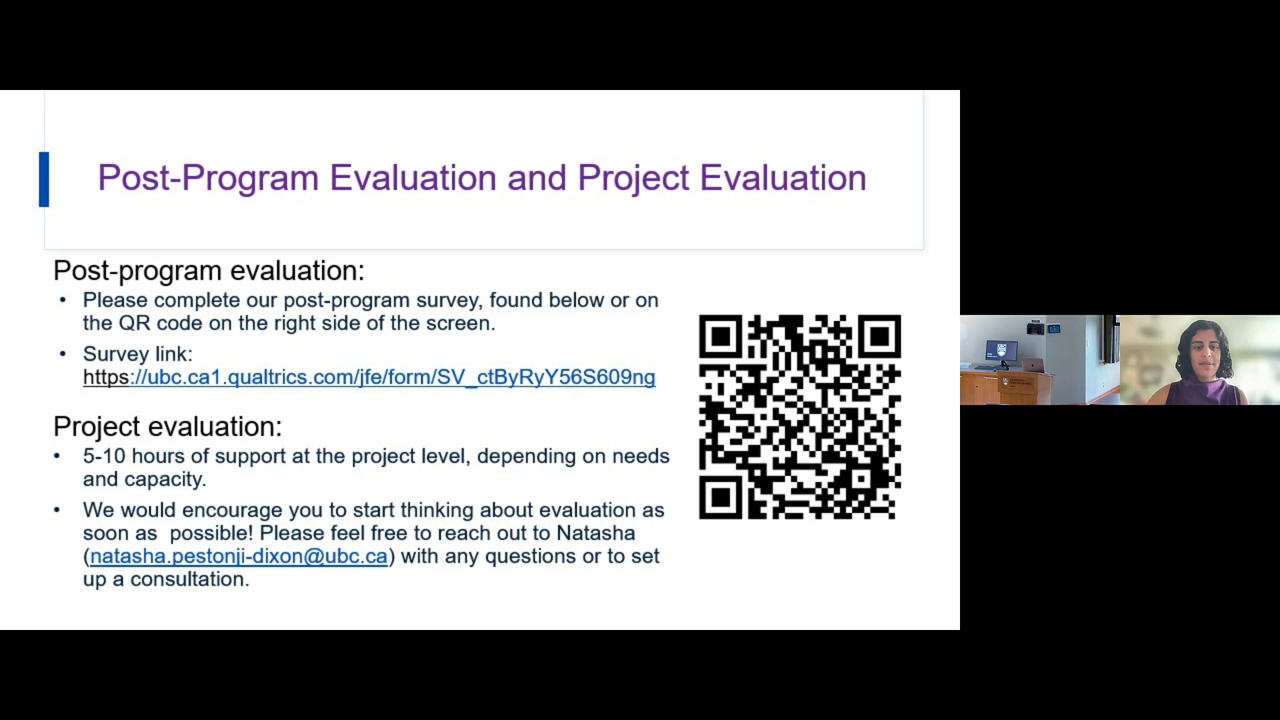 Post-Program Evaluation and Project Evaluation
Post-program evaluation:
• Please complete our post-program survey, found below or on
the QR code on the right side of the screen.
• Survey link:
https://ubc.ca1.qualtrics.com/jfe/form/SV_ctByRyY56S609ng
Project evaluation:
• 5-10 hours of support at the project level, depending on needs
and capacity.
• We would encourage you to start thinking about evaluation as
soon as  possible! Please feel free to reach out to Natasha
(natasha.pestonji-dixon@ubc.ca) with any questions or to set
up a consultation.